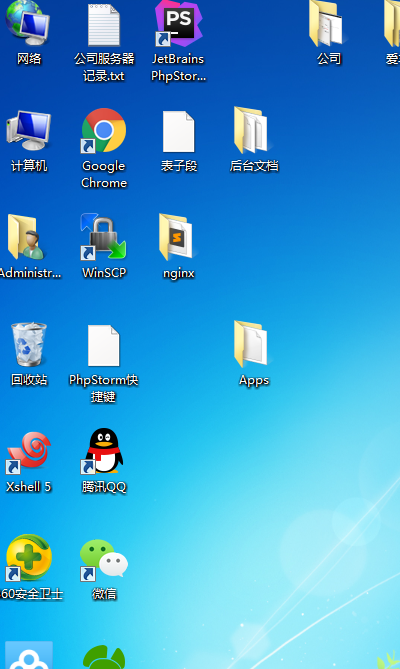 网络
公司服务器
记录.txt
JetBrains
PhpStor...
公司
计算机
Google
Chrome
表子段
后台文档
Administr...
WinSCP
nginx
回收站
PhpStorm快
捷键
Apps
Xshell 5
腾讯QQ
60安全卫士
微信
PS